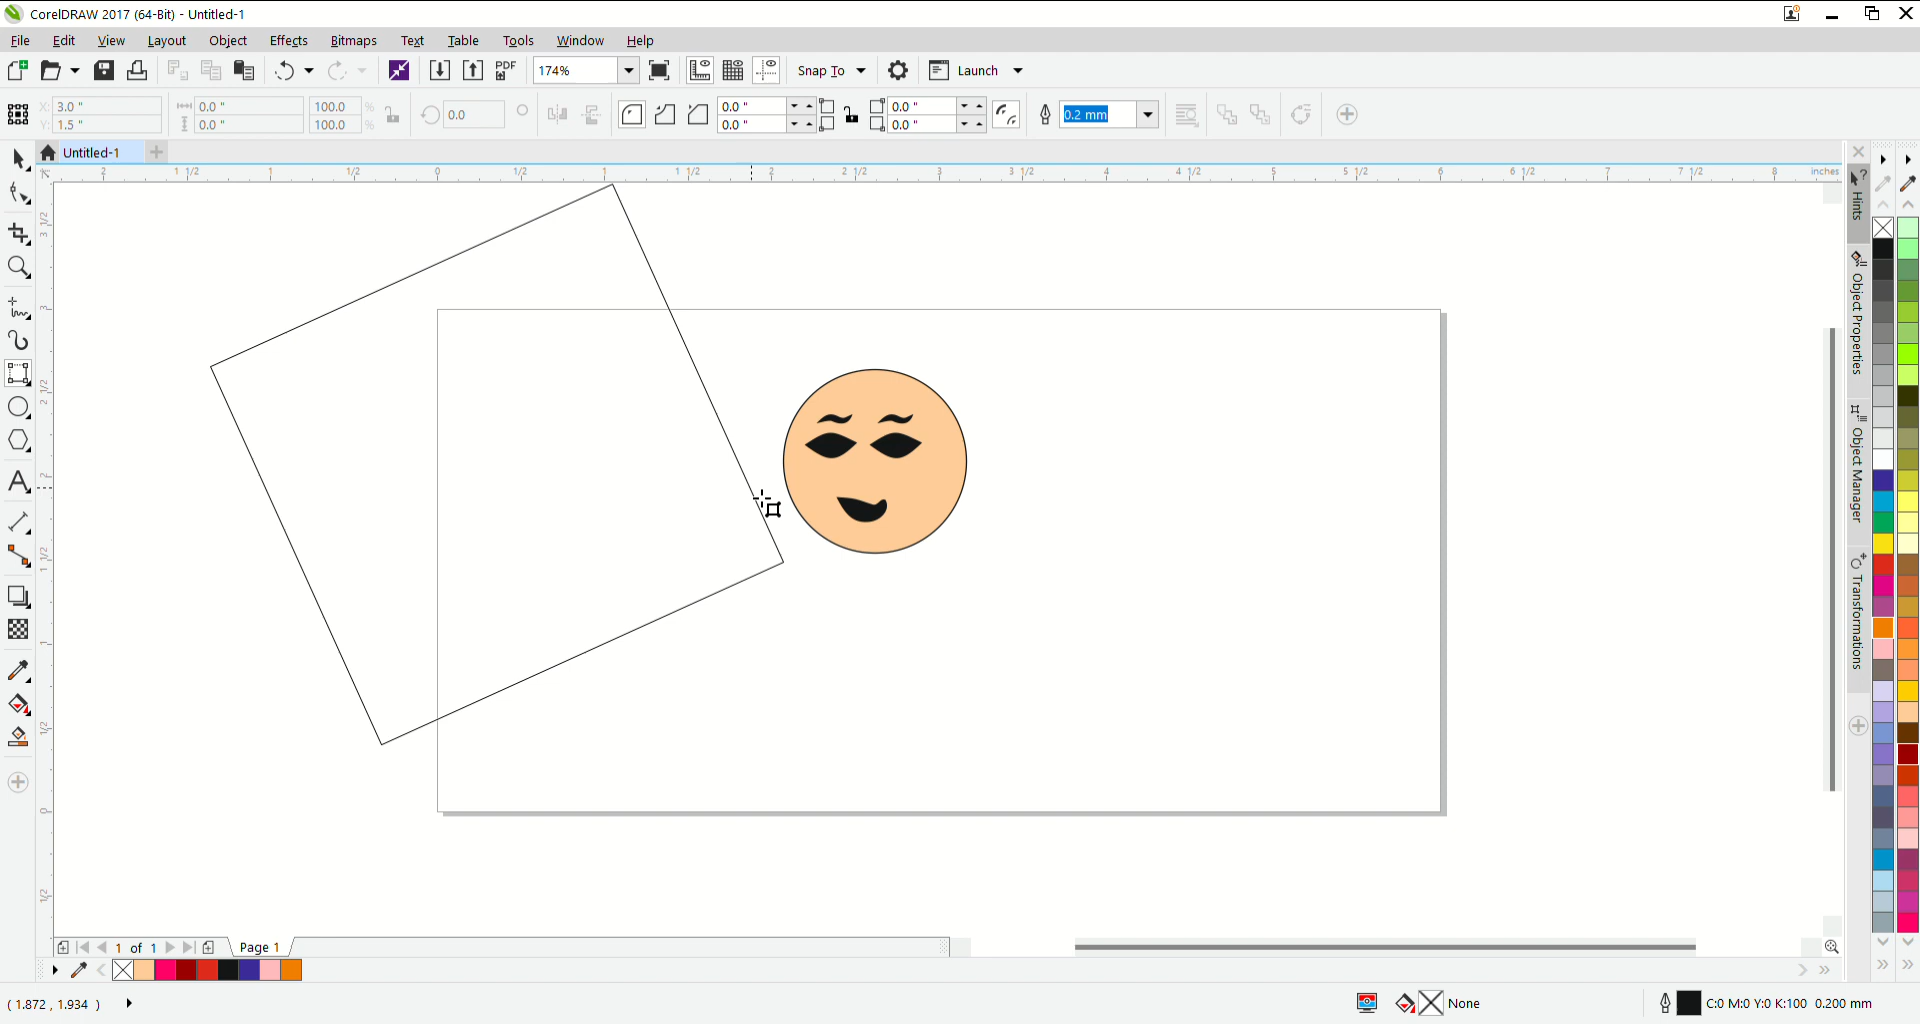 CorelDRAW 2017 (64-Bit) - Untitled-1
File Edit View Layout Object Effects Bitmaps Text Table Tools Window Help
PDF 174% Snap To Launch
X: 3.0 " 0.0 " 100.0 % 0.0 0.0 " 0.0 " 0.2 mm
Y: 1.5 " 0.0 " 100.0 % 0.0 " 0.0 "
Untitled-1
2 1 1/2 1 1/2 0 1/2 1 1 1/2 2 2 1/2 3 3 1/2 4 4 1/2 5 5 1/2 6 6 1/2 7 7 1/2 8 inches
3 1/2
3
2 1/2
2
1 1/2
1
1/2
0
1/2
Hints
Object Properties
Object Manager
Transformations
1 of 1 Page 1
( 1.872 , 1.934 ) None C:0 M:0 Y:0 K:100 0.200 mm